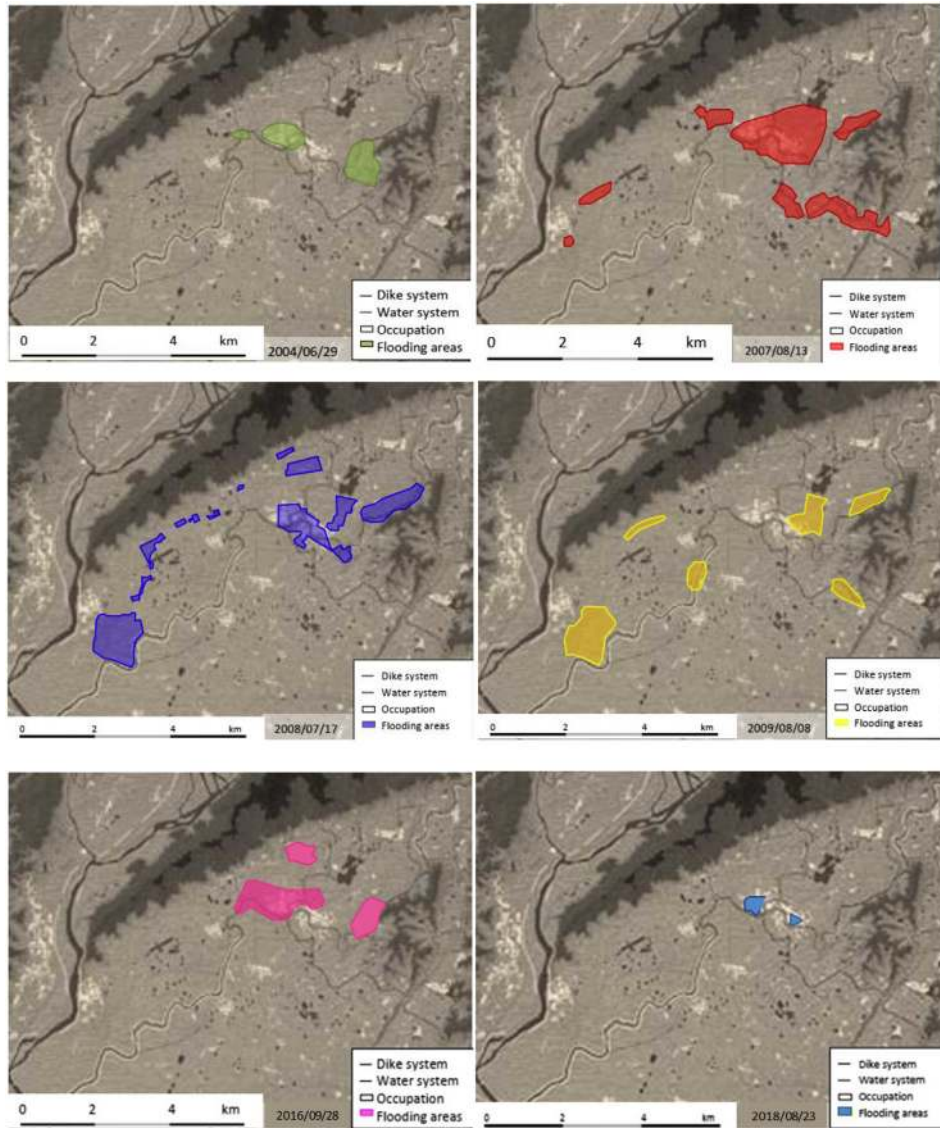 Dike system
Water system
Occupation
Flooding areas
0 2 4 km
2004/06/29
Dike system
Water system
Occupation
Flooding areas
0 2 4 km
2007/08/13
Dike system
Water system
Occupation
Flooding areas
0 2 4 km
2008/07/17
Dike system
Water system
Occupation
Flooding areas
0 2 4 km
2009/08/08
Dike system
Water system
Occupation
Flooding areas
0 2 4 km
2016/09/28
Dike system
Water system
Occupation
Flooding areas
0 2 4 km
2018/08/23